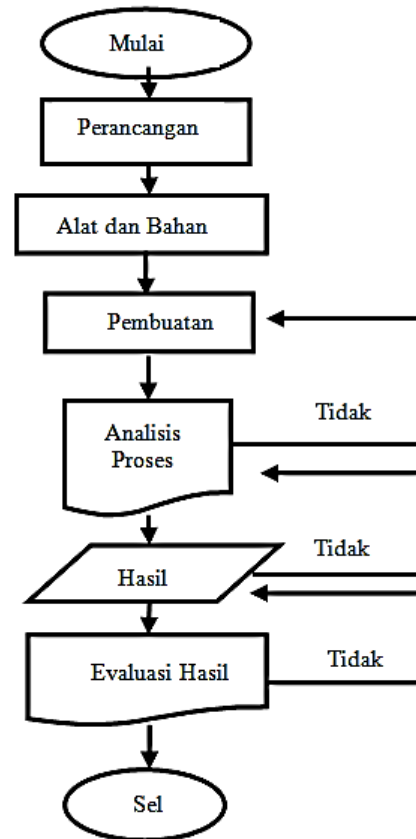 Mulai
Perancangan
Alat dan Bahan
Pembuatan
Tidak
Analisis
Proses
Tidak
Hasil
Tidak
Evaluasi Hasil
Sel